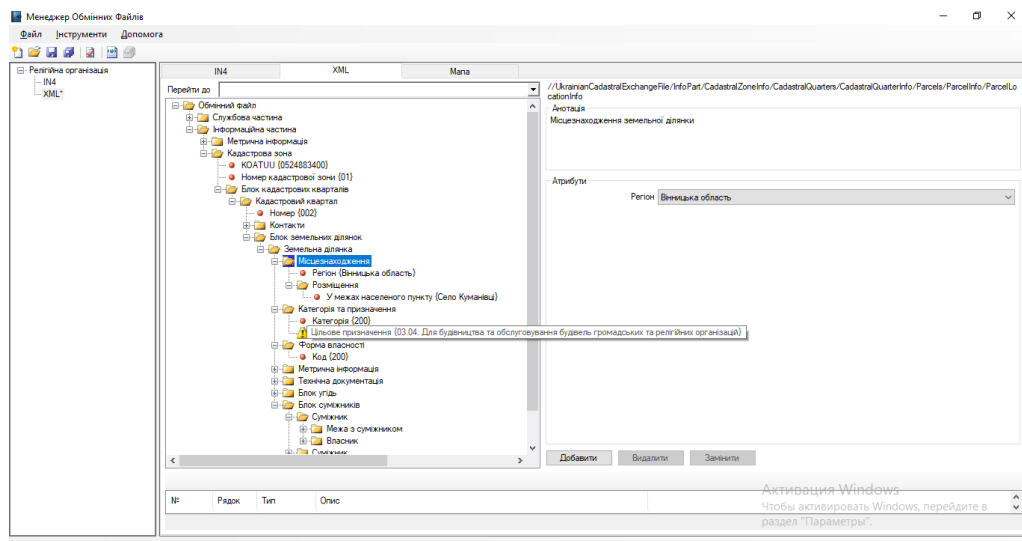 Менеджер Обмінних Файлів
Файл Інструменти Допомога
Релігійна організація
IN4
XML*
IN4 XML Мапа
Перейти до
Обмінний файл
Службова частина
Інформаційна частина
Метрична інформація
Кадастрова зона
KOATUU {0524883400}
Номер кадастрової зони {01}
Блок кадастрових кварталів
Кадастровий квартал
Номер {002}
Контакти
Блок земельних ділянок
Земельна ділянка
Місцезнаходження
Регіон {Вінницька область}
Розміщення
У межах населеного пункту {Село Куманівці}
Категорія та призначення
Категорія {200}
Цільове призначення {03.04. Для будівництва та обслуговування будівель громадських та релігійних організацій}
Форма власності
Код {200}
Метрична інформація
Технічна документація
Блок угідь
Блок суміжників
Суміжник
Межа з суміжником
Власник
Суміжник
//UkrainianCadastralExchangeFile/InfoPart/CadastralZoneInfo/CadastralQuarters/CadastralQuarterInfo/Parcels/ParcelInfo/ParcelLo
cationInfo
Анотація
Місцезнаходження земельної ділянки
Атрибути
Регіон Вінницька область
Добавити Видалити Замінити
№ Рядок Тип Опис
Активация Windows
Чтобы активировать Windows, перейдите в
раздел "Параметры".